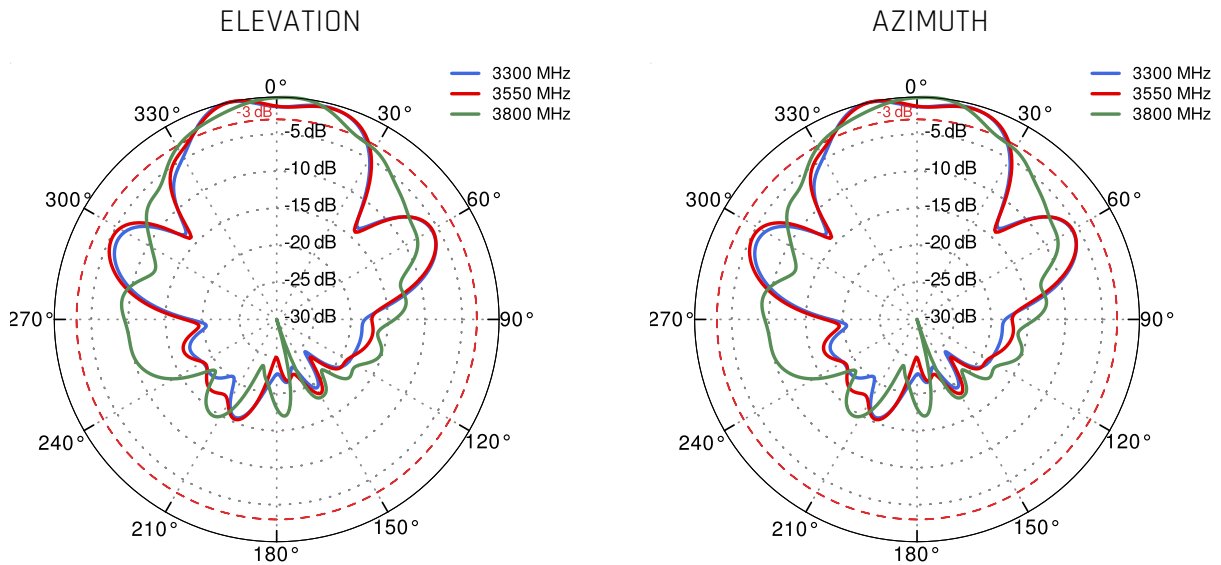 ELEVATION
3300 MHz
3550 MHz
3800 MHz
0°
-3 dB
330°
30°
-5 dB
-10 dB
300°
60°
-15 dB
-20 dB
-25 dB
270°
-30 dB
90°
240°
120°
210°
150°
180°
AZIMUTH
3300 MHz
3550 MHz
3800 MHz
0°
-3 dB
330°
30°
-5 dB
-10 dB
300°
60°
-15 dB
-20 dB
-25 dB
270°
-30 dB
90°
240°
120°
210°
150°
180°